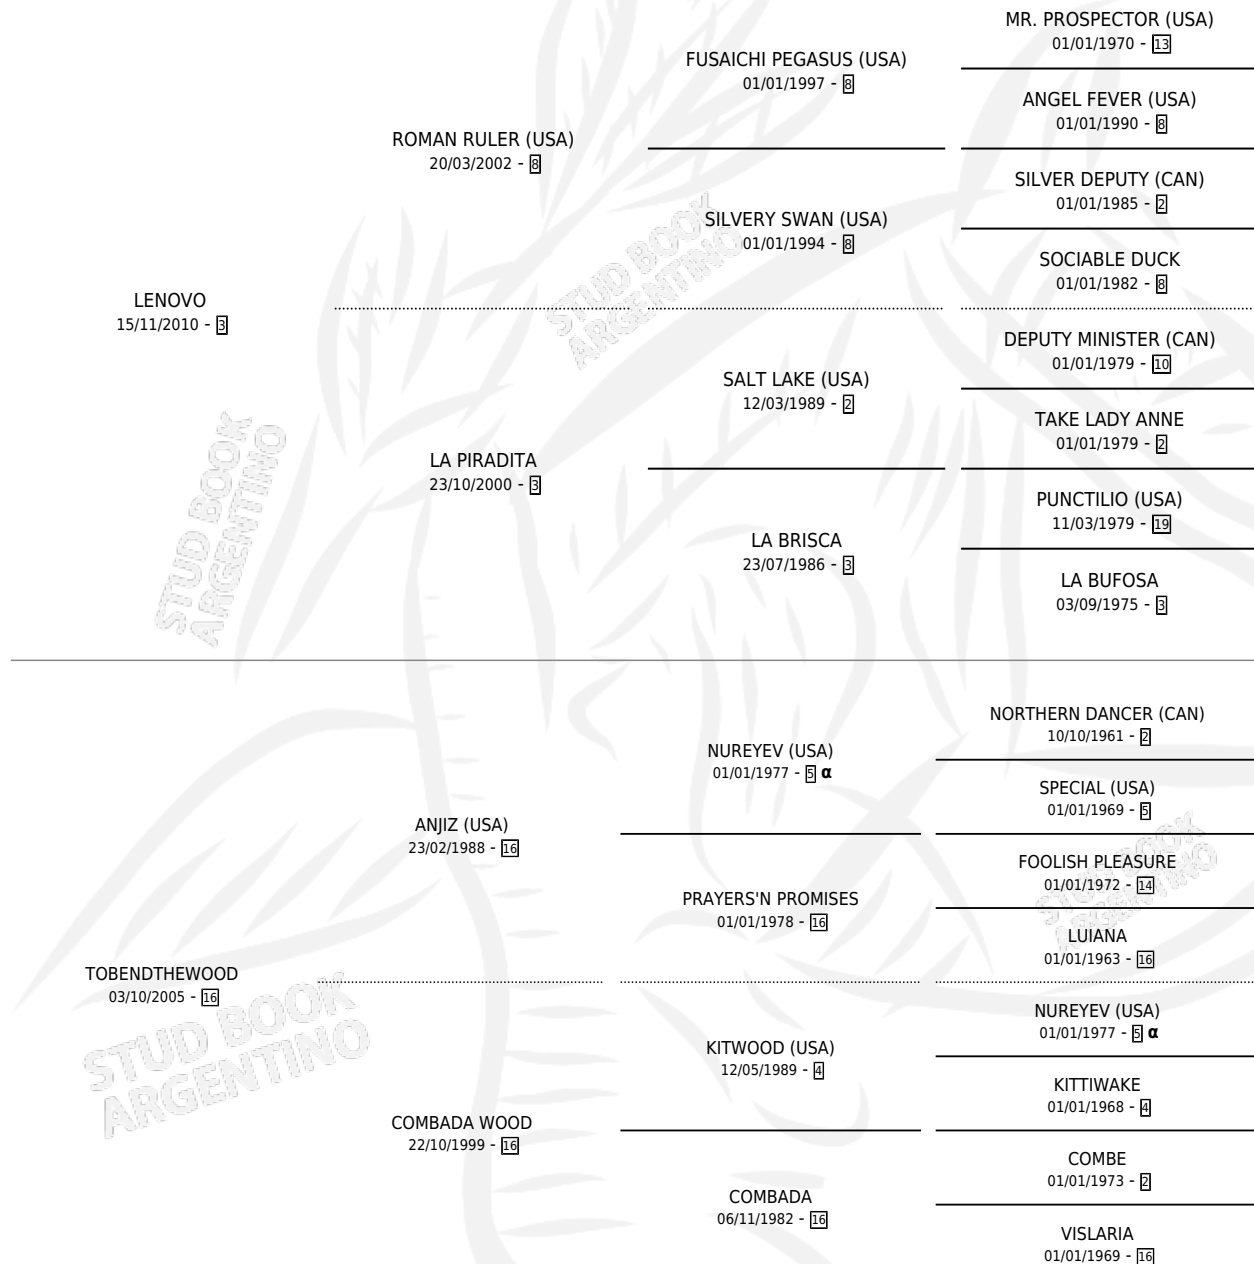 MR. PROSPECTOR (USA)
01/01/1970 - 13
FUSAICHI PEGASUS (USA)
01/01/1997 - 8
ANGEL FEVER (USA)
01/01/1990 - 8
ROMAN RULER (USA)
20/03/2002 - 8
SILVER DEPUTY (CAN)
01/01/1985 - 2
SILVERY SWAN (USA)
01/01/1994 - 8
SOCIABLE DUCK
01/01/1982 - 8
LENOVO
15/11/2010 - 3
DEPUTY MINISTER (CAN)
01/01/1979 - 10
SALT LAKE (USA)
12/03/1989 - 2
TAKE LADY ANNE
01/01/1979 - 2
LA PIRADITA
23/10/2000 - 3
PUNCTILIO (USA)
11/03/1979 - 19
LA BRISCA
23/07/1986 - 3
LA BUFOSA
03/09/1975 - 3
NORTHERN DANCER (CAN)
10/10/1961 - 2
NUREYEV (USA)
01/01/1977 - 5 α
SPECIAL (USA)
01/01/1969 - 5
ANJIZ (USA)
23/02/1988 - 16
FOOLISH PLEASURE
01/01/1972 - 14
PRAYERS'N PROMISES
01/01/1978 - 16
LUIANA
01/01/1963 - 16
TOBENDTHEWOOD
03/10/2005 - 16
NUREYEV (USA)
01/01/1977 - 5 α
KITWOOD (USA)
12/05/1989 - 4
KITTIWAKE
01/01/1968 - 4
COMBADA WOOD
22/10/1999 - 16
COMBE
01/01/1973 - 2
COMBADA
06/11/1982 - 16
VISLARIA
01/01/1969 - 16
STUD BOOK
ARGENTINO
STUD BOOK
ARGENTINO
STUD BOOK
ARGENTINO
STUD BOOK
ARGENTINO